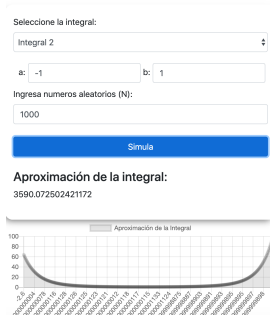 Seleccione la integral:
Integral 2
a: -1 b: 1
Ingresa numeros aleatorios (N):
1000
Simula
Aproximación de la integral:
3590.072502421172
Aproximación de la Integral
100
80
60
40
20
0